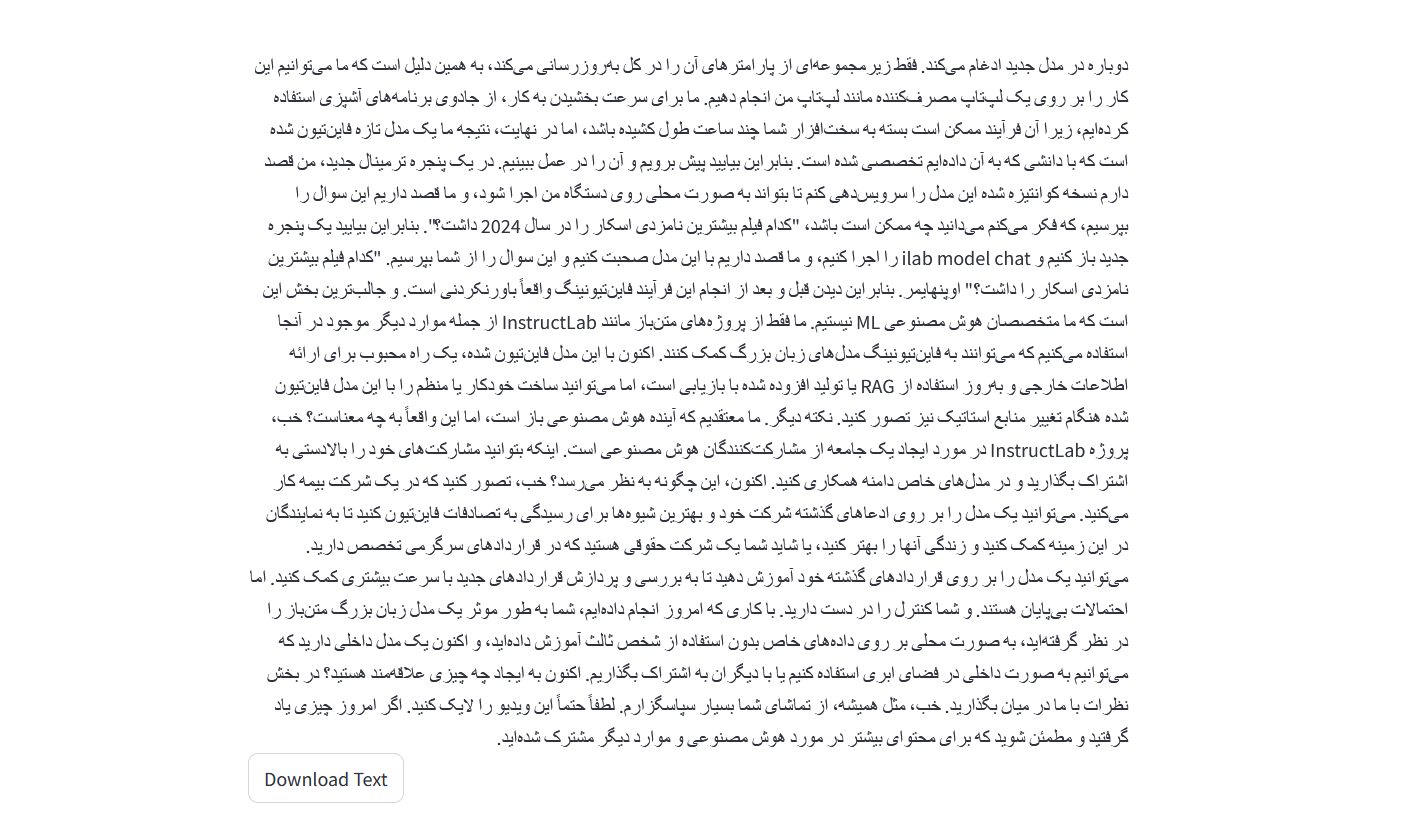 دوباره در مدل جدید ادغام می‌کند. فقط زیرمجموعه‌ای از پارامترهای آن را در کل به‌روزرسانی می‌کند، به همین دلیل است که ما می‌توانیم این
کار را بر روی یک لپ‌تاپ مصرف‌کننده مانند لپ‌تاپ من انجام دهیم. ما برای سرعت بخشیدن به کار، از جادوی برنامه‌های آشپزی استفاده
کرده‌ایم، زیرا آن فرآیند ممکن است بسته به سخت‌افزار شما چند ساعت طول کشیده باشد، اما در نهایت، نتیجه ما یک مدل تازه فاین‌تیون شده
است که با دانشی که به آن داده‌ایم تخصصی شده است. بنابراین بیایید پیش برویم و آن را در عمل ببینیم. در یک پنجره ترمینال جدید، من قصد
دارم نسخه کوانتیزه شده این مدل را سرویس‌دهی کنم تا بتواند به صورت محلی روی دستگاه من اجرا شود، و ما قصد داریم این سوال را
بپرسیم، که فکر می‌کنم می‌دانید چه ممکن است باشد، "کدام فیلم بیشترین نامزدی اسکار را در سال 2024 داشت؟". بنابراین بیایید یک پنجره
جدید باز کنیم و ilab model chat را اجرا کنیم، و ما قصد داریم با این مدل صحبت کنیم و این سوال را از شما بپرسیم. "کدام فیلم بیشترین
نامزدی اسکار را داشت؟" اوپنهایمر. بنابراین دیدن قبل و بعد از انجام این فرآیند فاین‌تیونینگ واقعاً باورنکردنی است. و جالب‌ترین بخش این
است که ما متخصصان هوش مصنوعی ML نیستیم. ما فقط از پروژه‌های متن‌باز مانند InstructLab از جمله موارد دیگر موجود در آنجا
استفاده می‌کنیم که می‌توانند به فاین‌تیونینگ مدل‌های زبان بزرگ کمک کنند. اکنون با این مدل فاین‌تیون شده، یک راه محبوب برای ارائه
اطلاعات خارجی و به‌روز استفاده از RAG یا تولید افزوده شده با بازیابی است، اما می‌توانید ساخت خودکار یا منظم را با این مدل فاین‌تیون
شده هنگام تغییر منابع استاتیک نیز تصور کنید. نکته دیگر. ما معتقدیم که آینده هوش مصنوعی باز است، اما این واقعاً به چه معناست؟ خب،
پروژه InstructLab در مورد ایجاد یک جامعه از مشارکت‌کنندگان هوش مصنوعی است. اینکه بتوانید مشارکت‌های خود را بالادستی به
اشتراک بگذارید و در مدل‌های خاص دامنه همکاری کنید. اکنون، این چگونه به نظر می‌رسد؟ خب، تصور کنید که در یک شرکت بیمه کار
می‌کنید. می‌توانید یک مدل را بر روی ادعاهای گذشته شرکت خود و بهترین شیوه‌ها برای رسیدگی به تصادفات فاین‌تیون کنید تا به نمایندگان
در این زمینه کمک کنید و زندگی آنها را بهتر کنید، یا شاید شما یک شرکت حقوقی هستید که در قراردادهای سرگرمی تخصص دارید.
می‌توانید یک مدل را بر روی قراردادهای گذشته خود آموزش دهید تا به بررسی و پردازش قراردادهای جدید با سرعت بیشتری کمک کنید. اما
احتمالات بی‌پایان هستند. و شما کنترل را در دست دارید. با کاری که امروز انجام داده‌ایم، شما به طور موثر یک مدل زبان بزرگ متن‌باز را
در نظر گرفته‌اید، به صورت محلی بر روی داده‌های خاص بدون استفاده از شخص ثالث آموزش داده‌اید، و اکنون یک مدل داخلی دارید که
می‌توانیم به صورت داخلی در فضای ابری استفاده کنیم یا با دیگران به اشتراک بگذاریم. اکنون به ایجاد چه چیزی علاقه‌مند هستید؟ در بخش
نظرات با ما در میان بگذارید. خب، مثل همیشه، از تماشای شما بسیار سپاسگزارم. لطفاً حتماً این ویدیو را لایک کنید. اگر امروز چیزی یاد
گرفتید و مطمئن شوید که برای محتوای بیشتر در مورد هوش مصنوعی و موارد دیگر مشترک شده‌اید.
Download Text